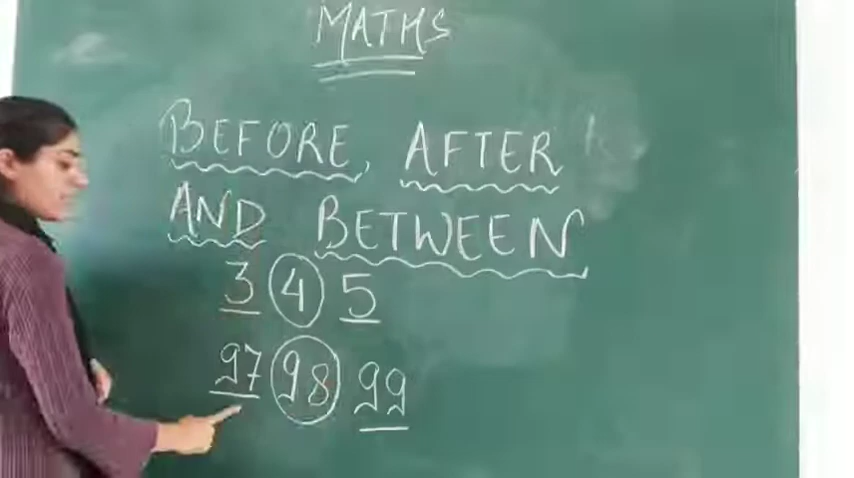 MATHS
BEFORE, AFTER
AND BETWEEN
3 4 5
97 98 99